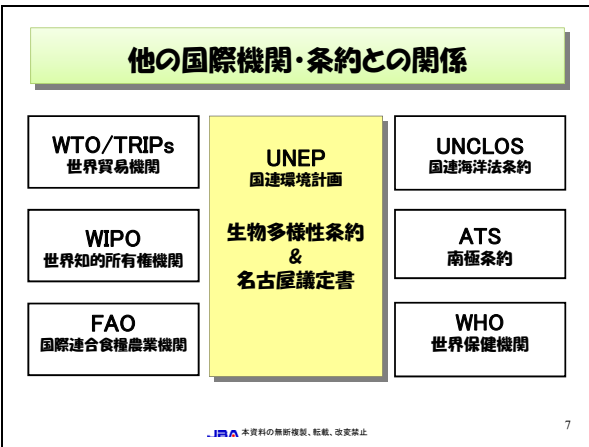 他の国際機関・条約との関係
WTO/TRIPs
世界貿易機関
WIPO
世界知的所有権機関
FAO
国際連合食糧農業機関
UNEP
国連環境計画
生物多様性条約
&
名古屋議定書
UNCLOS
国連海洋法条約
ATS
南極条約
WHO
世界保健機関
JBA 本資料の無断複製、転載、改変禁止
7